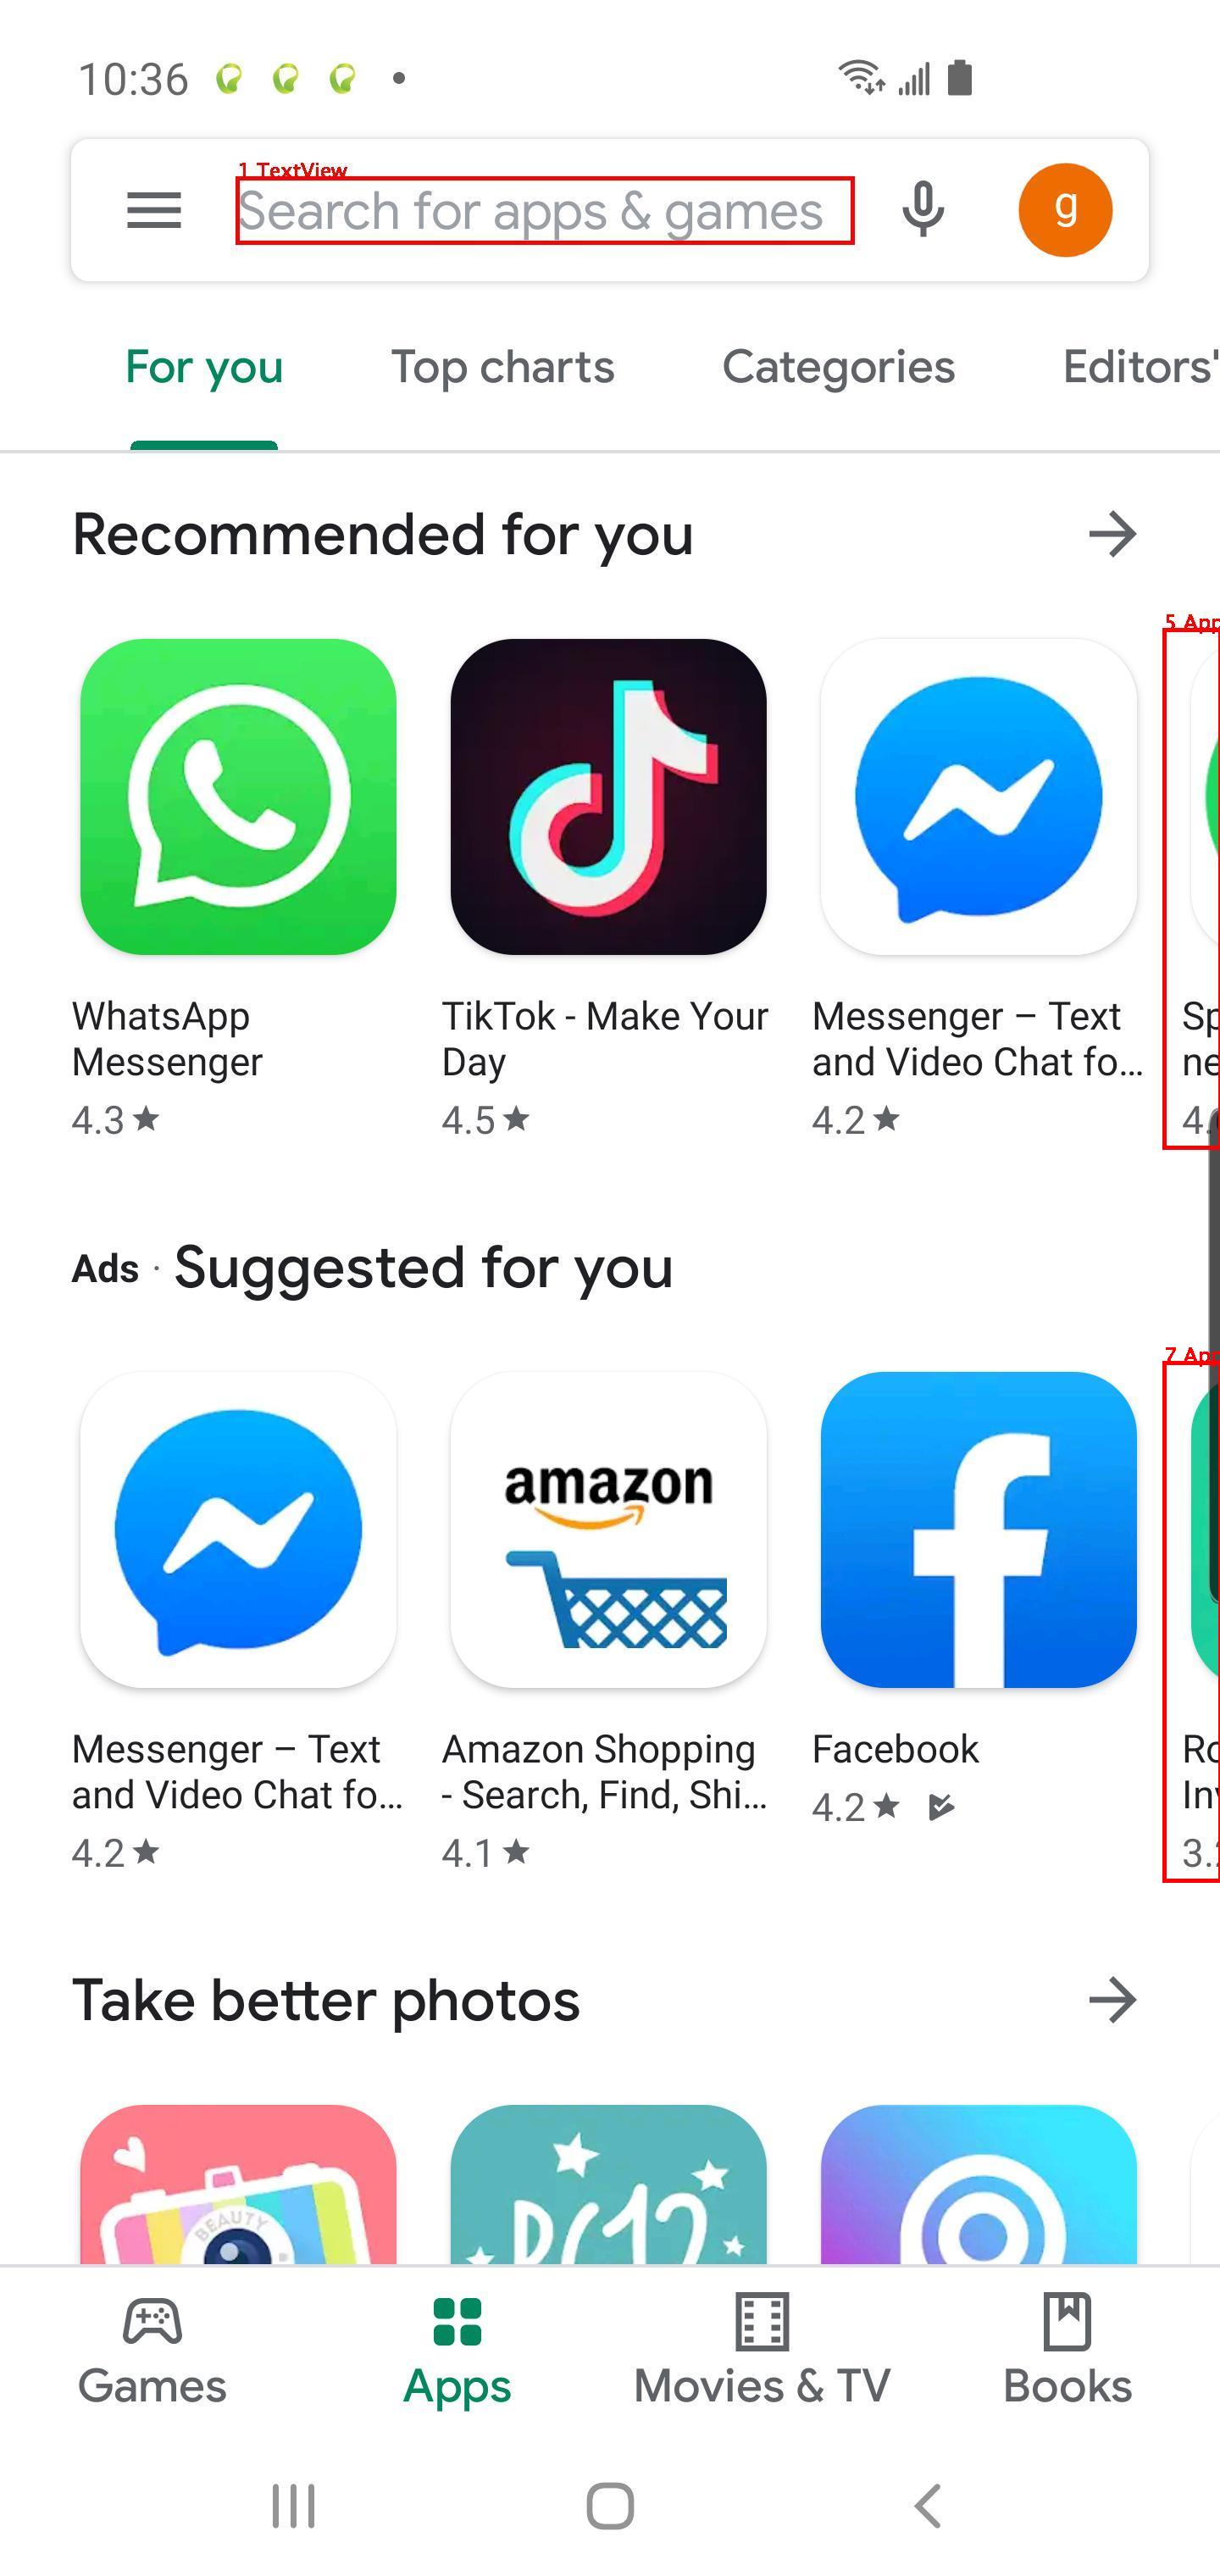 10:36
1 TextView
Search for apps & games
g
For you Top charts Categories Editors'
Recommended for you
5 App
WhatsApp Messenger
4.3★
TikTok - Make Your Day
4.5★
Messenger – Text and Video Chat fo...
4.2★
Sp
ne
4.
Ads · Suggested for you
7 App
amazon
Messenger – Text and Video Chat fo...
4.2★
Amazon Shopping - Search, Find, Shi...
4.1★
Facebook
4.2★
Ro
Inv
3.2
Take better photos
BEAUTY
Games Apps Movies & TV Books